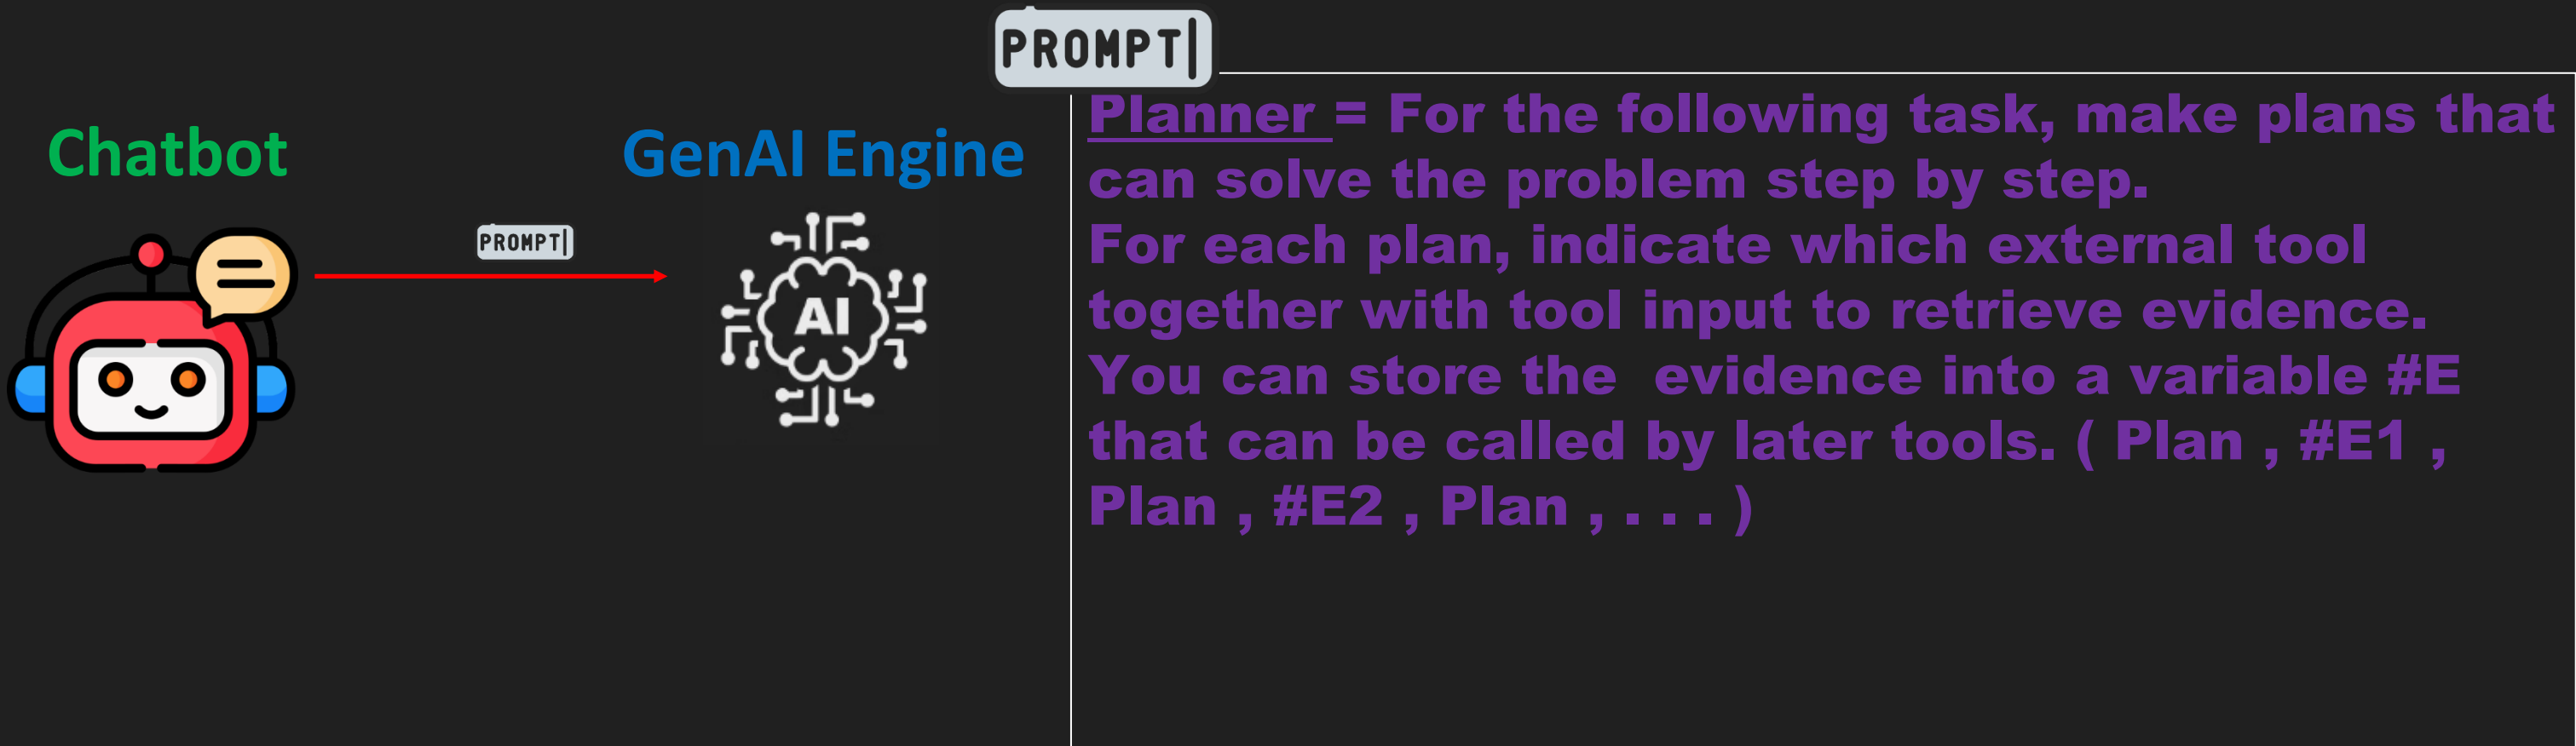 PROMPT
Chatbot
GenAI Engine
PROMPT
AI
Planner = For the following task, make plans that
can solve the problem step by step.
For each plan, indicate which external tool
together with tool input to retrieve evidence.
You can store the  evidence into a variable #E
that can be called by later tools. ( Plan , #E1 ,
Plan , #E2 , Plan , . . . )